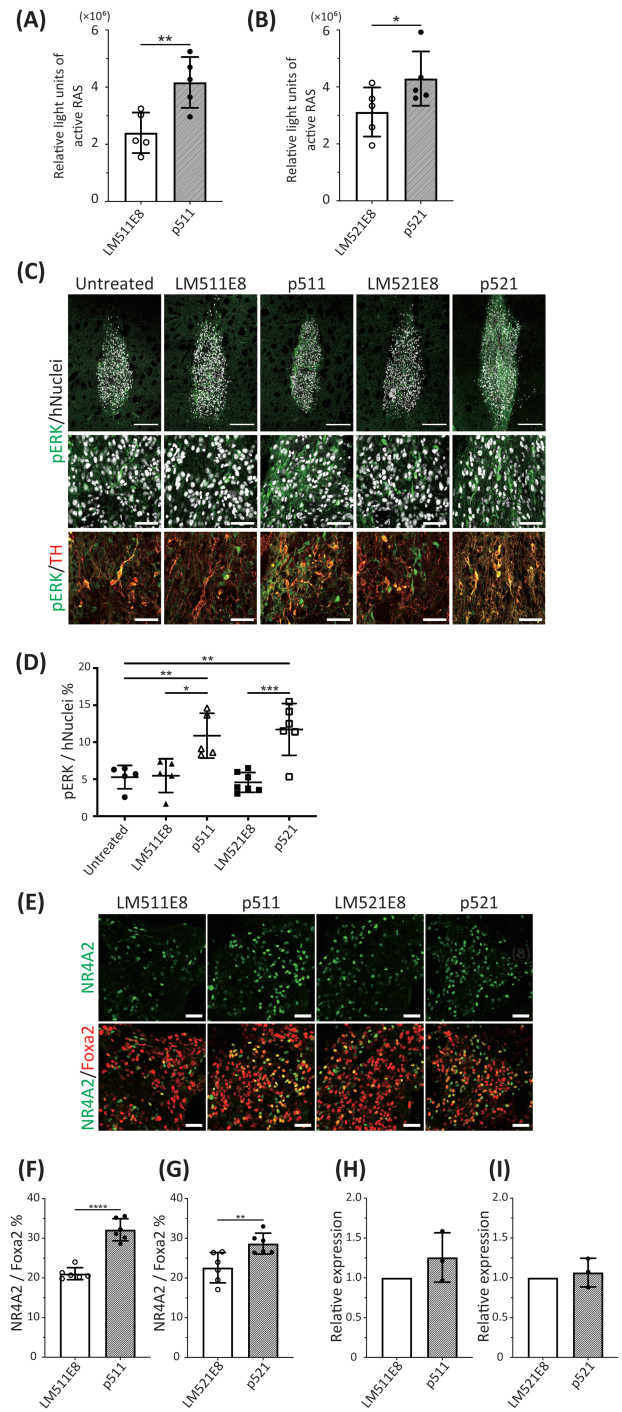 (A)
(×10⁶)
Relative light units of
active RAS
6
4
2
0
**
LM511E8
p511
(B)
(×10⁶)
Relative light units of
active RAS
6
4
2
0
*
LM521E8
p521
(C)
Untreated
LM511E8
p511
LM521E8
p521
pERK/hNuclei
pERK/TH
(D)
pERK / hNuclei %
20
15
10
5
0
**
**
*
***
Untreated
LM511E8
p511
LM521E8
p521
(E)
LM511E8
p511
LM521E8
p521
NR4A2
(B)
NR4A2/Foxa2
(F)
NR4A2 / Foxa2 %
40
30
20
10
0
****
LM511E8
p511
(G)
NR4A2 / Foxa2 %
40
30
20
10
0
**
LM521E8
p521
(H)
Relative expression
2.0
1.5
1.0
0.5
0
LM511E8
p511
(I)
Relative expression
2.0
1.5
1.0
0.5
0
LM521E8
p521